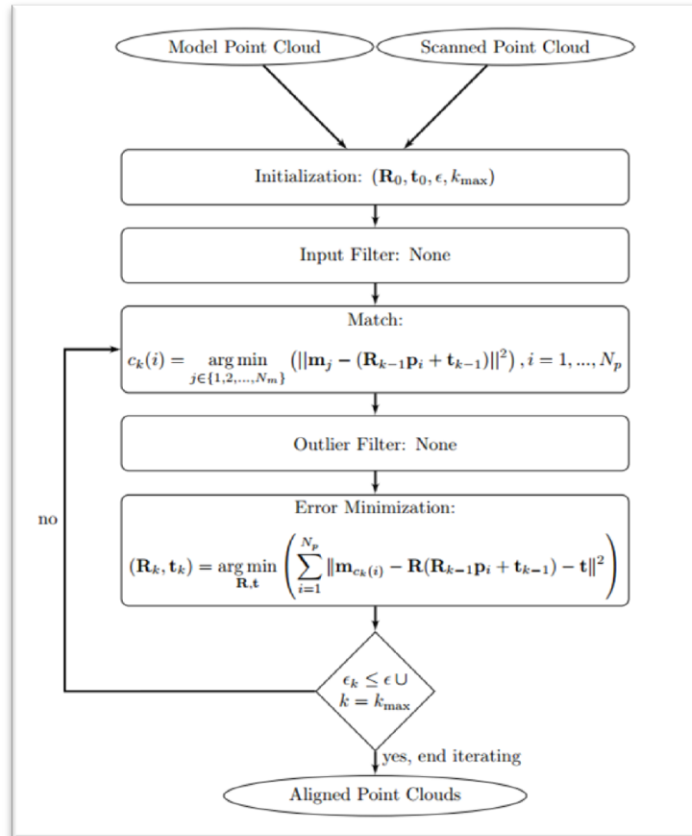 Model Point Cloud
Scanned Point Cloud
Initialization: (R₀, t₀, ϵ, kₘₐₓ)
Input Filter: None
Match:
cₖ(i) = arg min (||mⱼ − (Rₖ₋₁pᵢ + tₖ₋₁)||²) , i = 1, ..., Nₚ
j∈{1,2,...,Nₘ}
Outlier Filter: None
Error Minimization:
(Rₖ, tₖ) = arg min (∑ ‖m_{cₖ(i)} − R(Rₖ₋₁pᵢ + tₖ₋₁) − t‖²)
R,t i=1 Nₚ
no
ϵₖ ≤ ϵ ∪
k = kₘₐₓ
yes, end iterating
Aligned Point Clouds